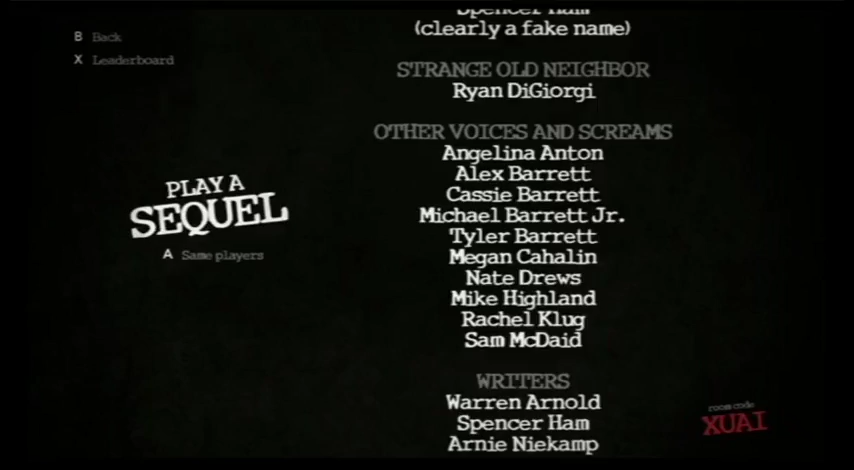 B Back
X Leaderboard
PLAY A
SEQUEL
A Same players
Spencer Ham
(clearly a fake name)
STRANGE OLD NEIGHBOR
Ryan DiGiorgi
OTHER VOICES AND SCREAMS
Angelina Anton
Alex Barrett
Cassie Barrett
Michael Barrett Jr.
Tyler Barrett
Megan Cahalin
Nate Drews
Mike Highland
Rachel Klug
Sam McDaid
WRITERS
Warren Arnold
Spencer Ham
Arnie Niekamp
room code
XUAI